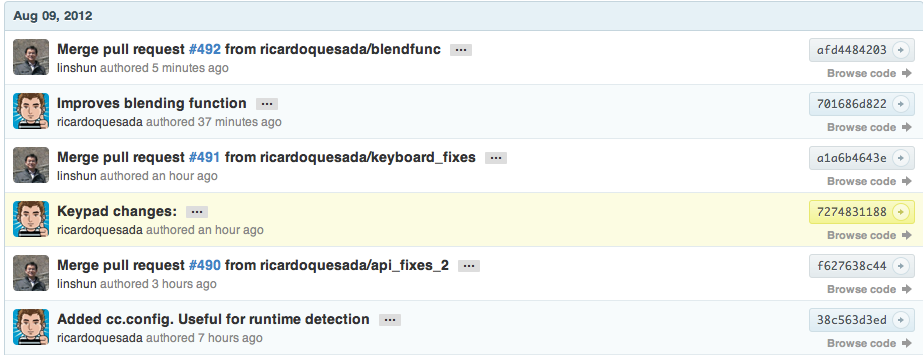 Aug 09, 2012
Merge pull request #492 from ricardoquesada/blendfunc ...
afd4484203
linshun authored 5 minutes ago
Browse code
Improves blending function ...
701686d822
ricardoquesada authored 37 minutes ago
Browse code
Merge pull request #491 from ricardoquesada/keyboard_fixes ...
a1a6b4643e
linshun authored an hour ago
Browse code
Keypad changes: ...
7274831188
ricardoquesada authored an hour ago
Browse code
Merge pull request #490 from ricardoquesada/api_fixes_2 ...
f627638c44
linshun authored 3 hours ago
Browse code
Added cc.config. Useful for runtime detection ...
38c563d3ed
ricardoquesada authored 7 hours ago
Browse code